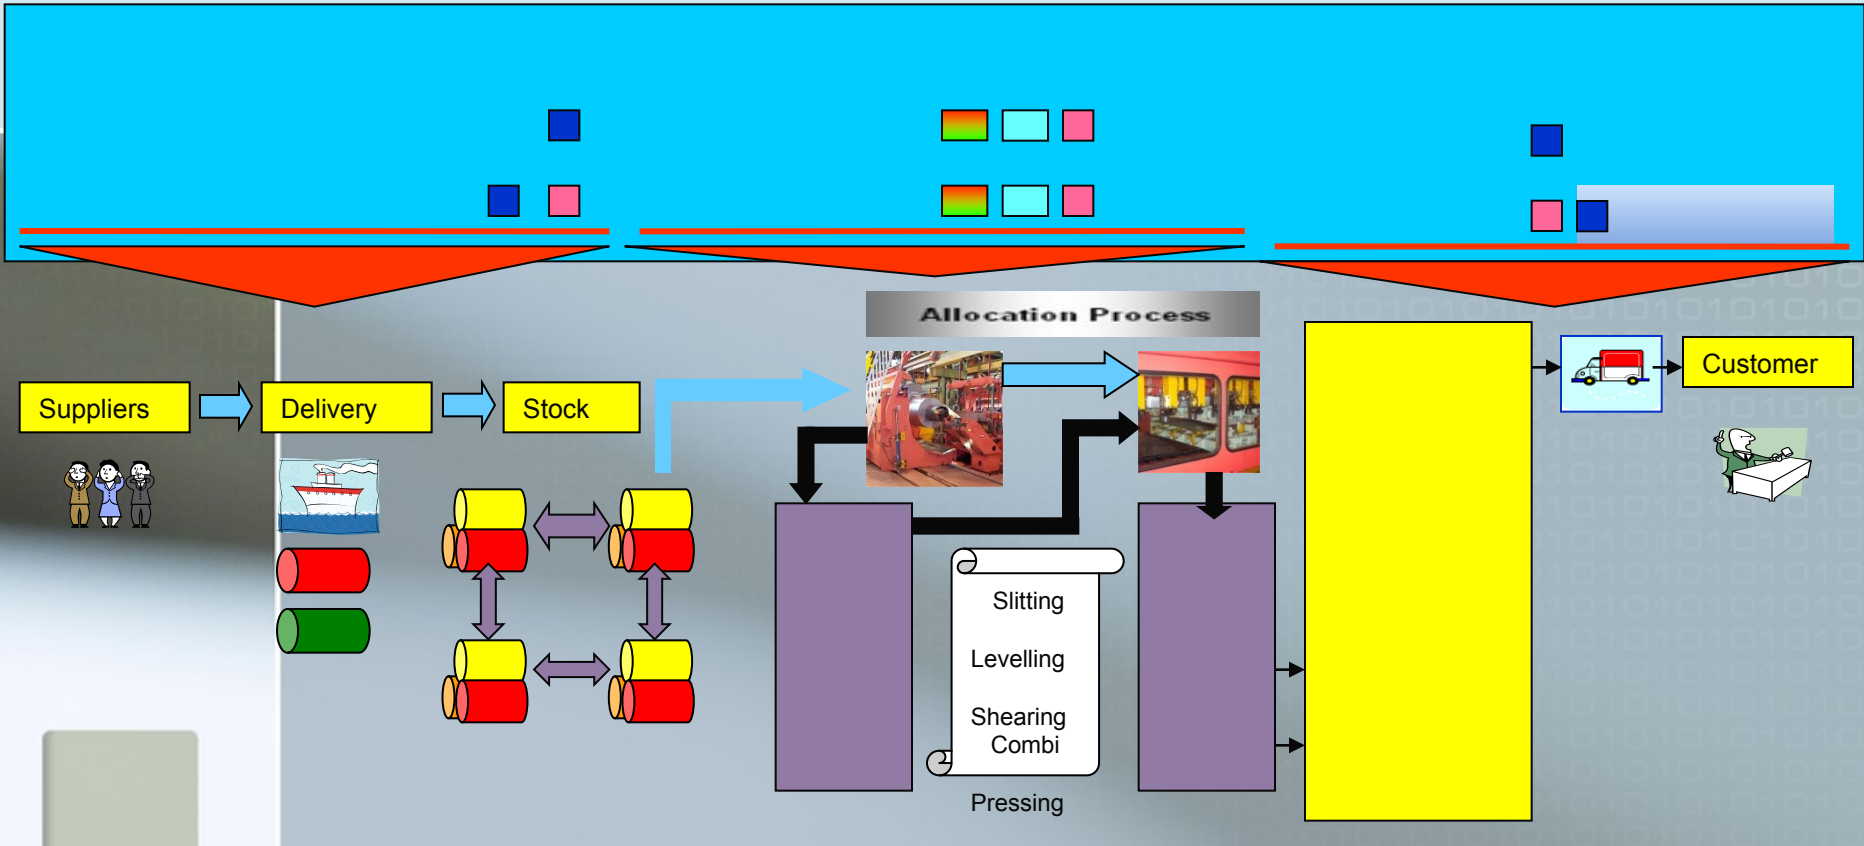 Allocation Process
Suppliers
Delivery
Stock
Customer
Slitting
Levelling
Shearing
Combi
Pressing